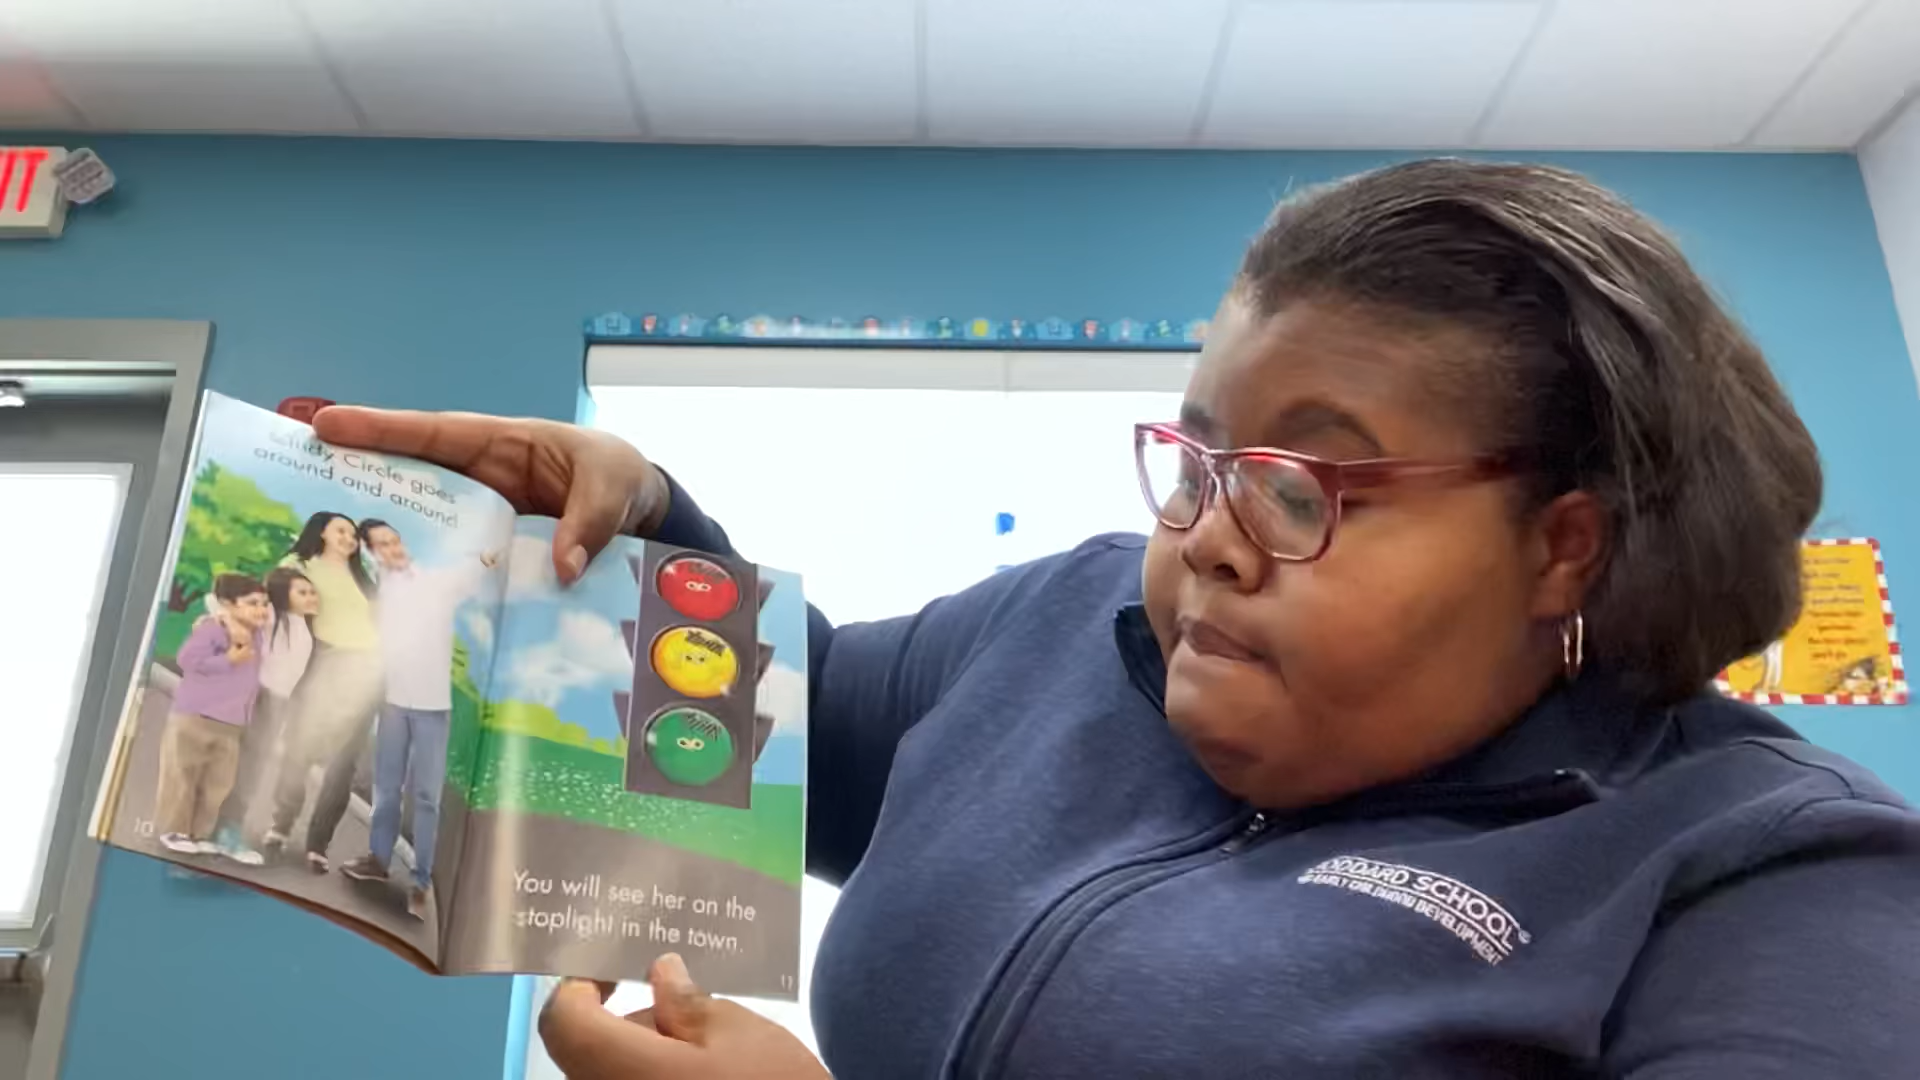 IT
Circle goes
around and around
10
You will see her on the
stoplight in the town.
11
GODDARD SCHOOL
EARLY CHILDHOOD DEVELOPMENT